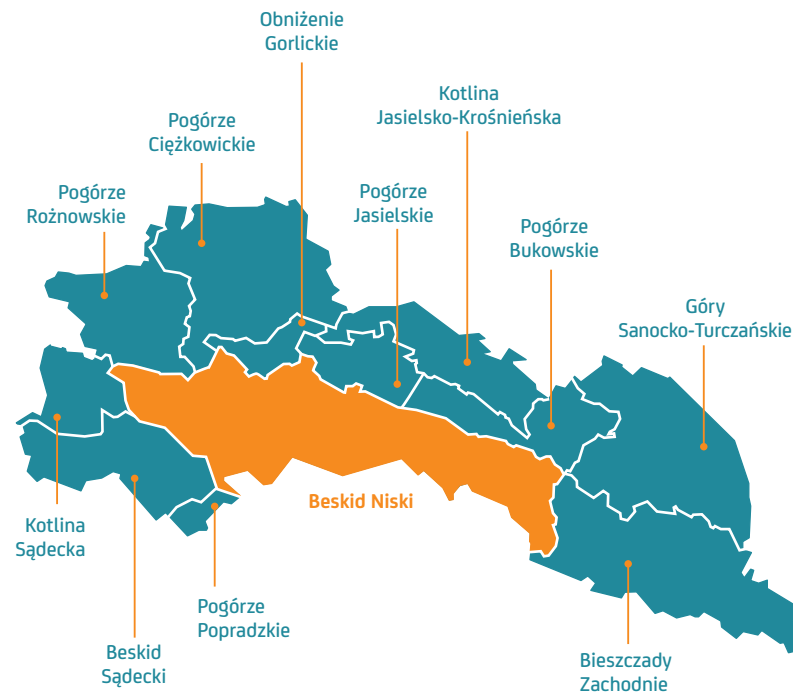 Obniżenie
Gorlickie
Kotlina
Jasielsko-Krośnieńska
Pogórze
Ciężkowickie
Pogórze
Rożnowskie
Pogórze
Jasielskie
Pogórze
Bukowskie
Góry
Sanocko-Turczańskie
Beskid Niski
Kotlina
Sądecka
Pogórze
Popradzkie
Beskid
Sądecki
Bieszczady
Zachodnie